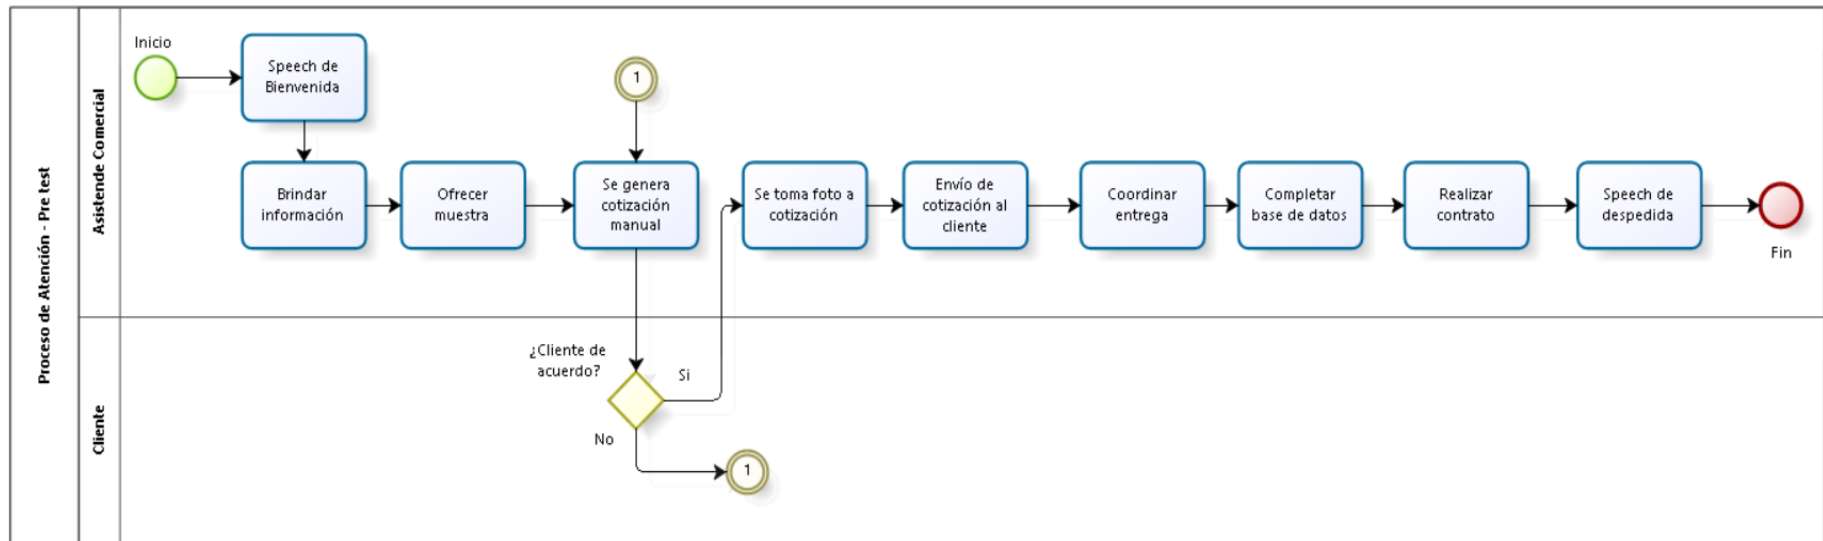 Proceso de Atención - Pre test
Asistende Comercial
Inicio
Speech de
Bienvenida
1
Brindar
información
Ofrecer
muestra
Se genera
cotización
manual
Se toma foto a
cotización
Envío de
cotización al
cliente
Coordinar
entrega
Completar
base de datos
Realizar
contrato
Speech de
despedida
Fin
Cliente
¿Cliente de
acuerdo?
Si
No
1